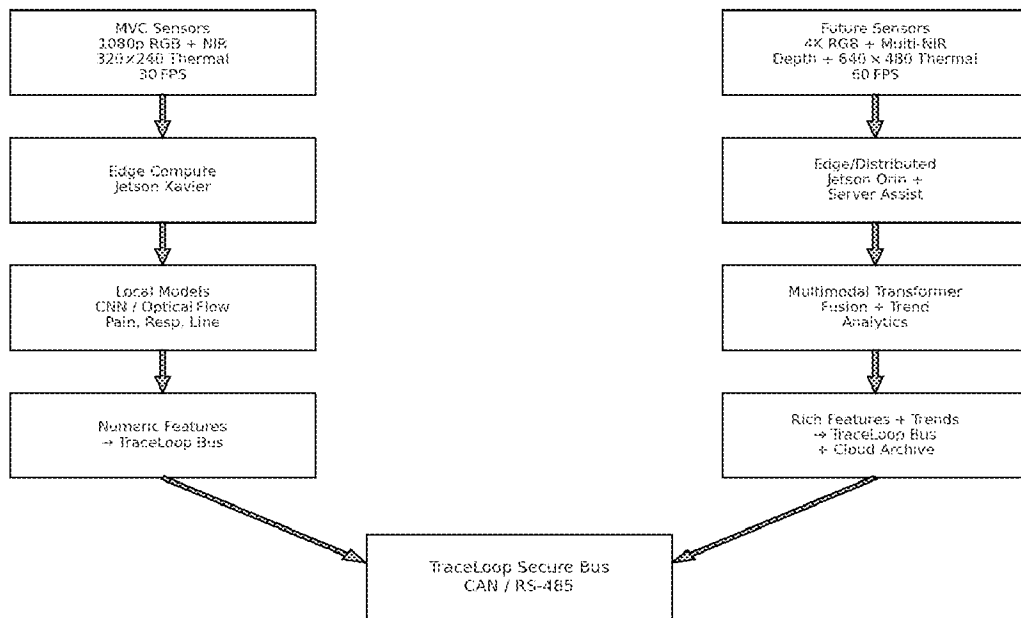 MVC Sensors
1080p RGB + NIR
320×240 Thermal
30 FPS
Edge Compute
Jetson Xavier
Local Models
CNN / Optical Flow
Pain, Resp, Line
Numeric Features
→ TraceLoop Bus
Future Sensors
4K RGB + Multi-NIR
Depth + 640 × 480 Thermal
60 FPS
Edge/Distributed
Jetson Orin +
Server Assist
Multimodal Transformer
Fusion + Trend
Analytics
Rich Features + Trends
→ TraceLoop Bus
+ Cloud Archive
TraceLoop Secure Bus
CAN / RS-485